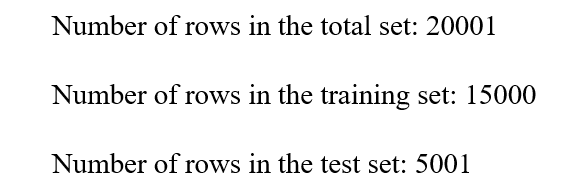 Number of rows in the total set: 20001
Number of rows in the training set: 15000
Number of rows in the test set: 5001